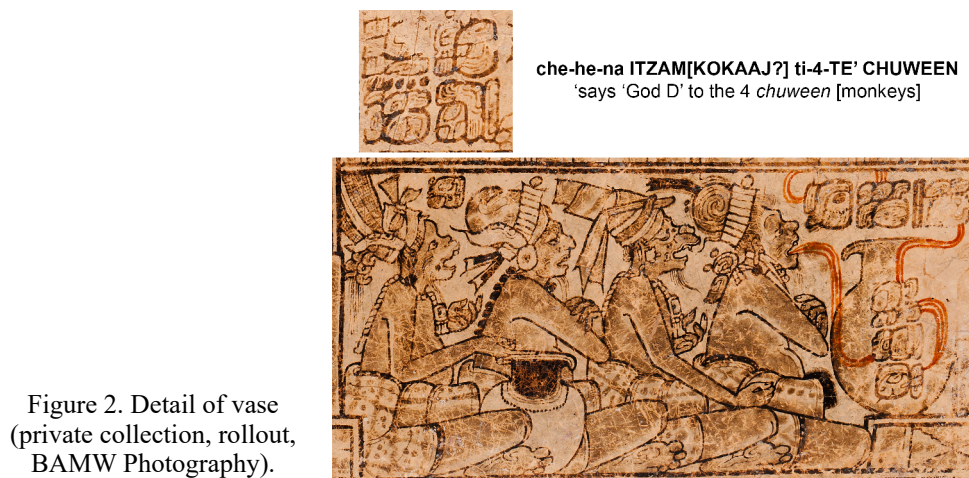 che-he-na ITZAM[KOKAAJ?] ti-4-TE’ CHUWEEN
‘says ‘God D’ to the 4 chuween [monkeys]
Figure 2. Detail of vase
(private collection, rollout,
BAMW Photography).